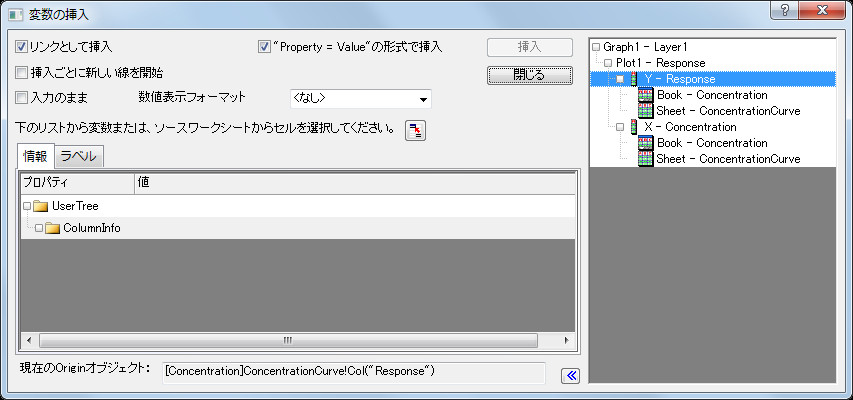 変数の挿入
リンクとして挿入
"Property = Value"の形式で挿入
挿入
挿入ごとに新しい線を開始
閉じる
入力のまま
数値表示フォーマット
<なし>
下のリストから変数または、ソースワークシートからセルを選択してください。
情報
ラベル
プロパティ
値
UserTree
ColumnInfo
現在のOriginオブジェクト:
[Concentration]ConcentrationCurve!Col("Response")
Graph1 - Layer1
Plot1 - Response
Y - Response
Book - Concentration
Sheet - ConcentrationCurve
X - Concentration
Book - Concentration
Sheet - ConcentrationCurve